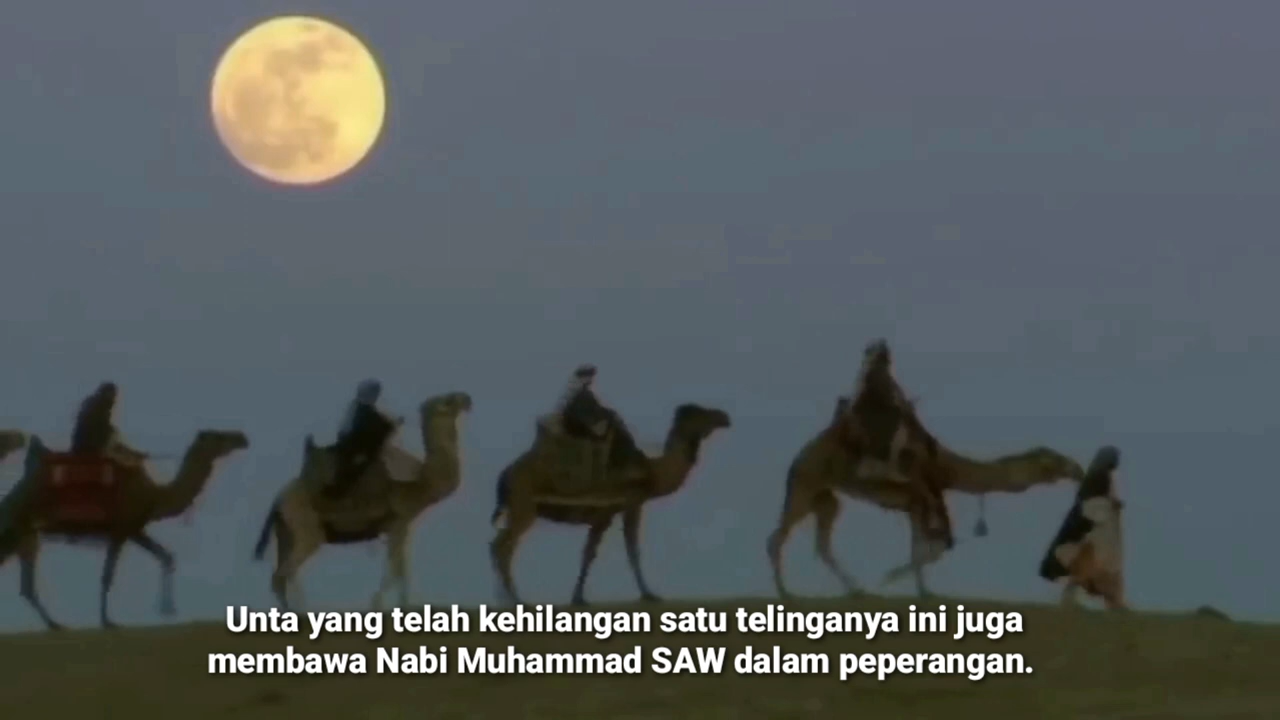 Unta yang telah kehilangan satu telinganya ini juga
membawa Nabi Muhammad SAW dalam peperangan.